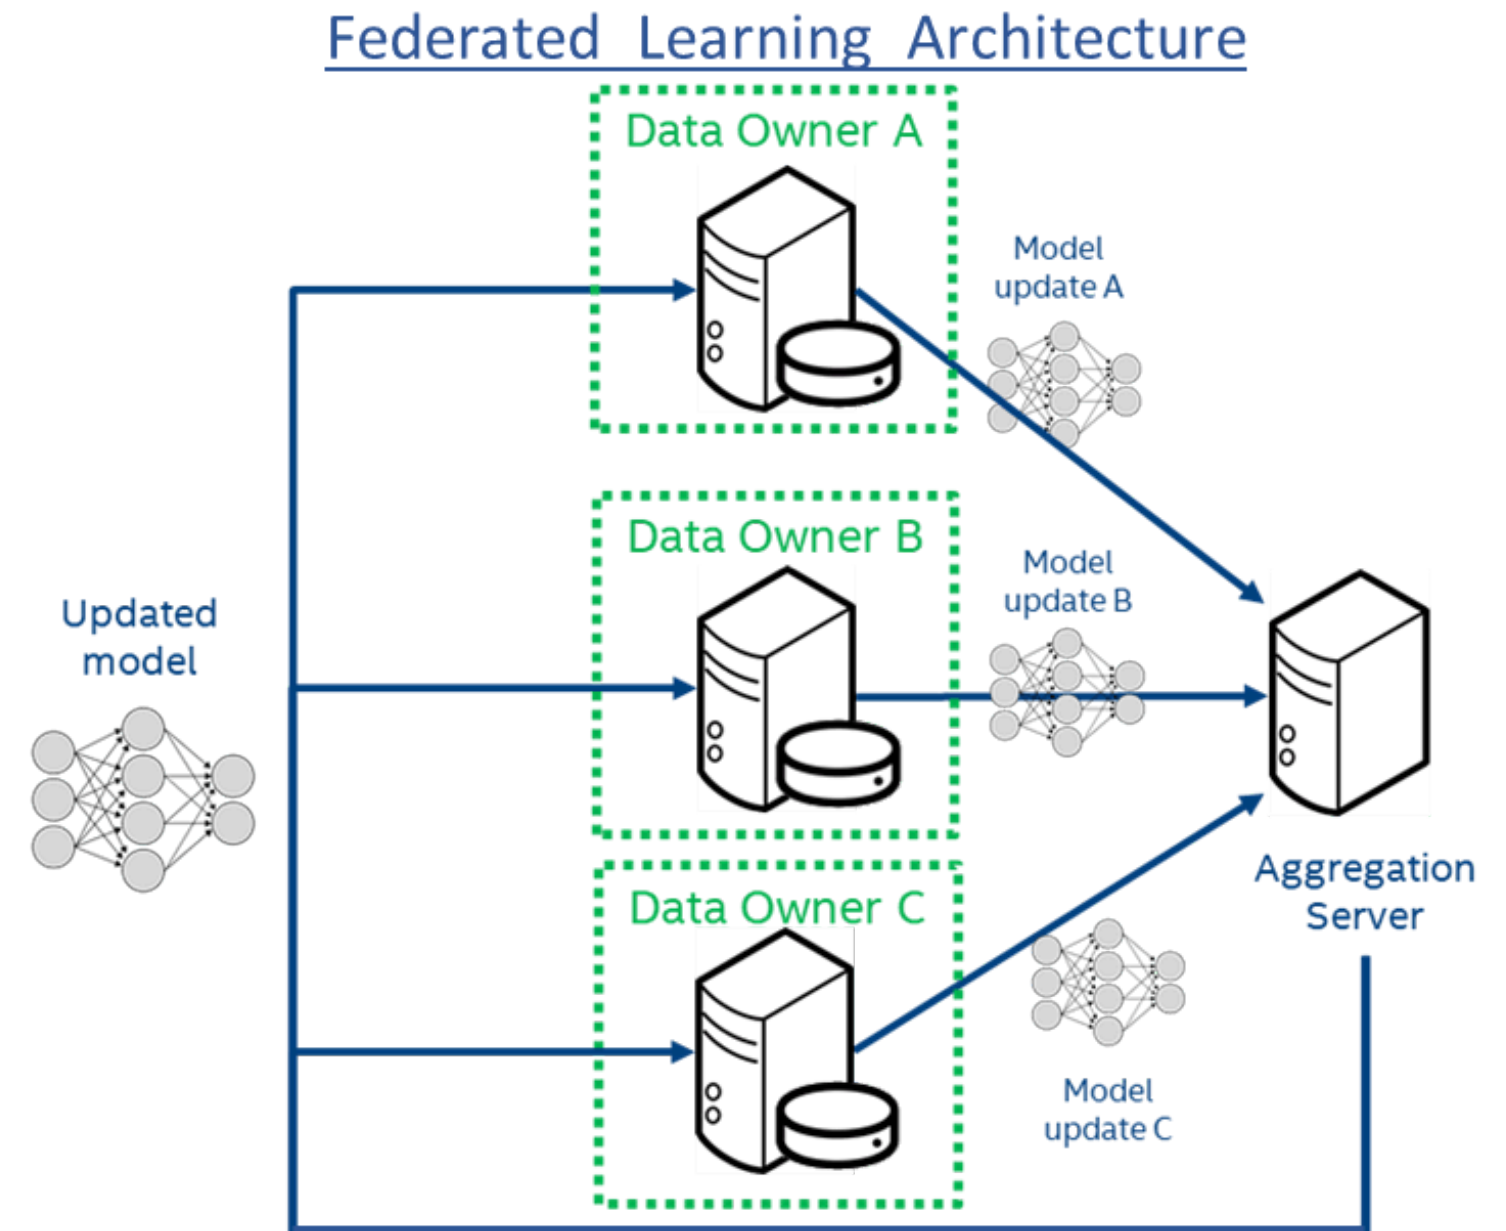 Federated Learning Architecture
Data Owner A
Model
update A
Data Owner B
Model
update B
Updated
model
Data Owner C
Aggregation
Server
Model
update C